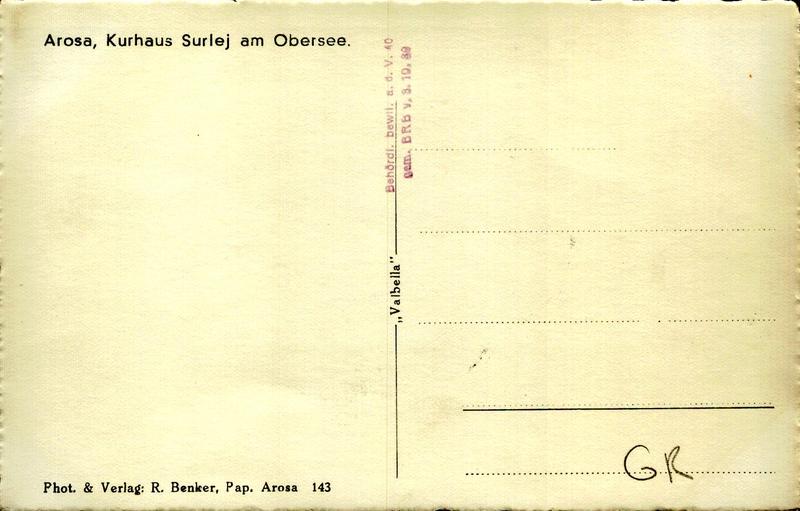 Arosa, Kurhaus Surlej am Obersee.
Behördl. bewil. a. d. V. 40
gem. BRB v. 3. 10. 39
„Valbella"
GR
Phot. & Verlag: R. Benker, Pap. Arosa 143